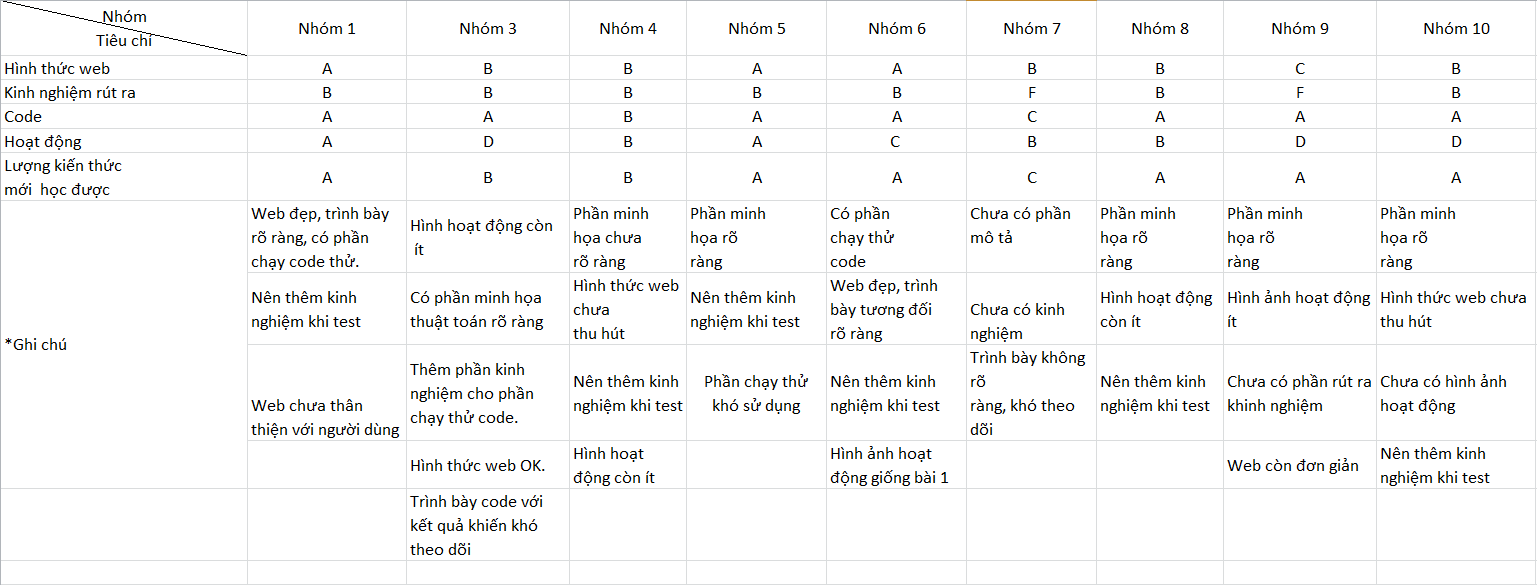 Nhóm
Tiêu chí
Nhóm 1
Nhóm 3
Nhóm 4
Nhóm 5
Nhóm 6
Nhóm 7
Nhóm 8
Nhóm 9
Nhóm 10
Hình thức web
A
B
B
A
A
B
B
C
B
Kinh nghiệm rút ra
B
B
B
B
B
F
B
F
B
Code
A
A
B
A
A
C
A
A
A
Hoạt động
A
D
B
A
C
B
B
D
D
Lượng kiến thức
mới học được
A
B
B
A
A
C
A
A
A
*Ghi chú
Web đẹp, trình bày
rõ ràng, có phần
chạy code thử.
Hình hoạt động còn
ít
Phần minh
họa chưa
rõ ràng
Phần minh
họa rõ
ràng
Có phần
chạy thử
code
Chưa có phần
mô tả
Phần minh
họa rõ
ràng
Phần minh
họa rõ
ràng
Phần minh
họa rõ
ràng
Nên thêm kinh
nghiệm khi test
Có phần minh họa
thuật toán rõ ràng
Hình thức web
chưa
thu hút
Nên thêm kinh
nghiệm khi test
Web đẹp, trình
bày tương đối
rõ ràng
Chưa có kinh
nghiệm
Hình hoạt động
còn ít
Hình ảnh hoạt động
ít
Hình thức web chưa
thu hút
Web chưa thân
thiện với người dùng
Thêm phần kinh
nghiệm cho phần
chạy thử code.
Nên thêm kinh
nghiệm khi test
Phần chạy thử
khó sử dụng
Nên thêm kinh
nghiệm khi test
Trình bày không
rõ
ràng, khó theo
dõi
Nên thêm kinh
nghiệm khi test
Chưa có phần rút ra
khinh nghiệm
Chưa có hình ảnh
hoạt động
Hình thức web OK.
Hình hoạt
động còn ít
Hình ảnh hoạt
động giống bài 1
Web còn đơn giản
Nên thêm kinh
nghiệm khi test
Trình bày code với
kết quả khiến khó
theo dõi